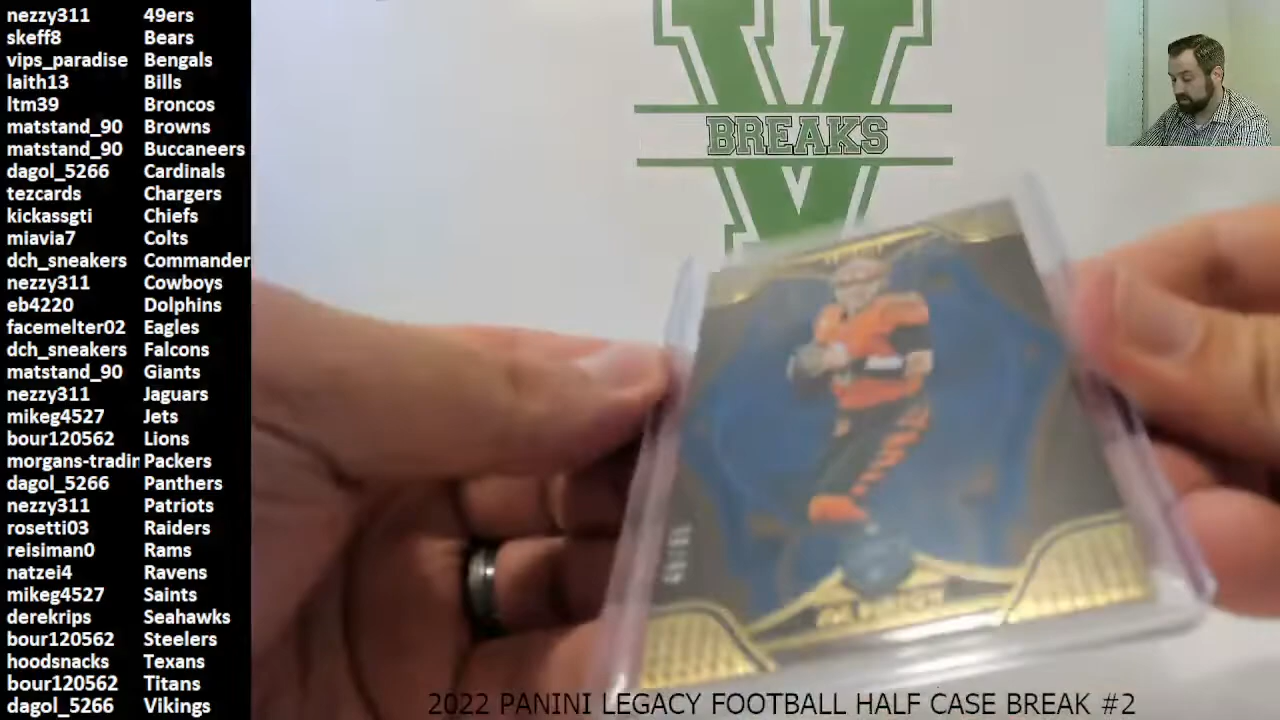 nezzy311 49ers
skeff8 Bears
vips_paradise Bengals
laith13 Bills
ltm39 Broncos
matstand_90 Browns
matstand_90 Buccaneers
dagol_5266 Cardinals
tezcards Chargers
kickassgti Chiefs
miavia7 Colts
dch_sneakers Commander
nezzy311 Cowboys
eb4220 Dolphins
facemelter02 Eagles
dch_sneakers Falcons
matstand_90 Giants
nezzy311 Jaguars
mikeg4527 Jets
bour120562 Lions
morgans-tradin Packers
dagol_5266 Panthers
nezzy311 Patriots
rosetti03 Raiders
reisiman0 Rams
natzei4 Ravens
mikeg4527 Saints
derekrips Seahawks
bour120562 Steelers
hoodsnacks Texans
bour120562 Titans
dagol_5266 Vikings
V
BREAKS
2022 PANINI LEGACY FOOTBALL HALF CASE BREAK #2